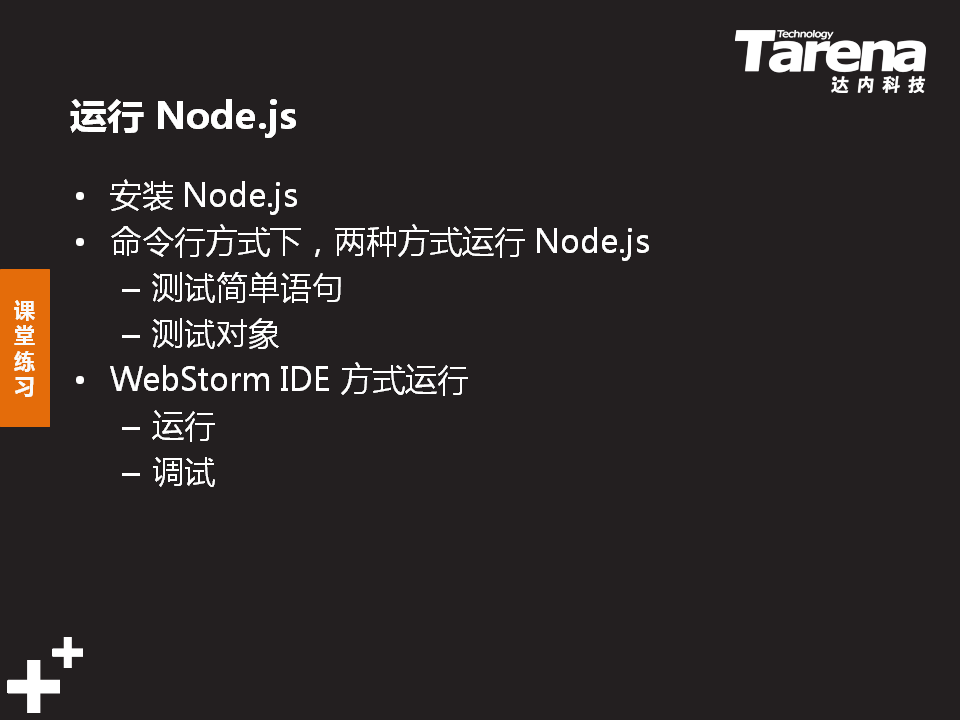 Technology
Tarena
达内科技
运行 Node.js
• 安装 Node.js
• 命令行方式下，两种方式运行 Node.js
– 测试简单语句
– 测试对象
• WebStorm IDE 方式运行
– 运行
– 调试
课堂练习